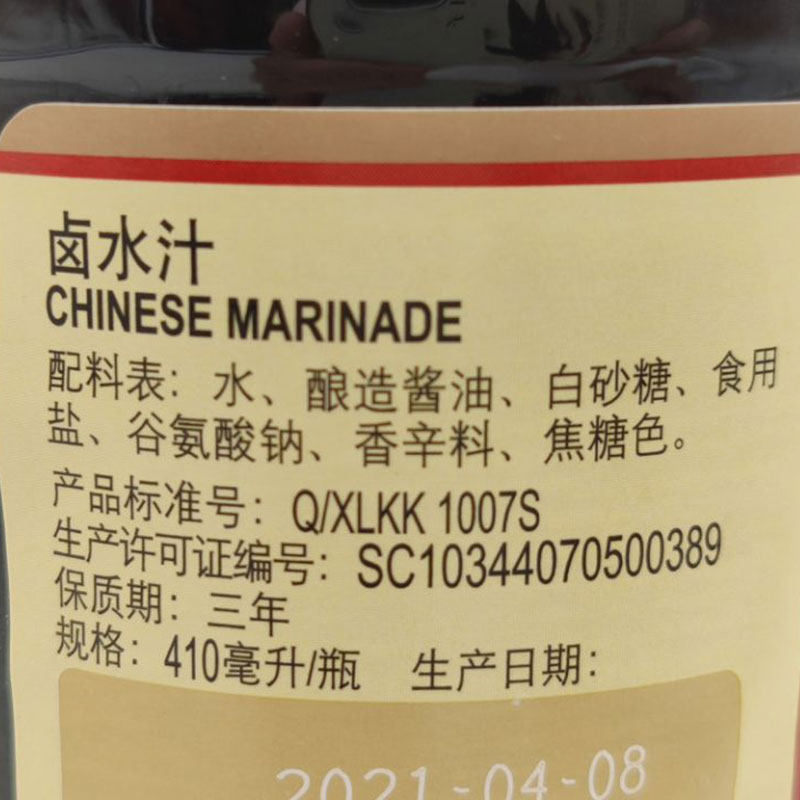 卤水汁
CHINESE MARINADE
配料表：水、酿造酱油、白砂糖、食用
盐、谷氨酸钠、香辛料、焦糖色。
产品标准号：Q/XLKK 1007S
生产许可证编号：SC10344070500389
保质期：三年
规格：410毫升/瓶 生产日期：
2021-04-08